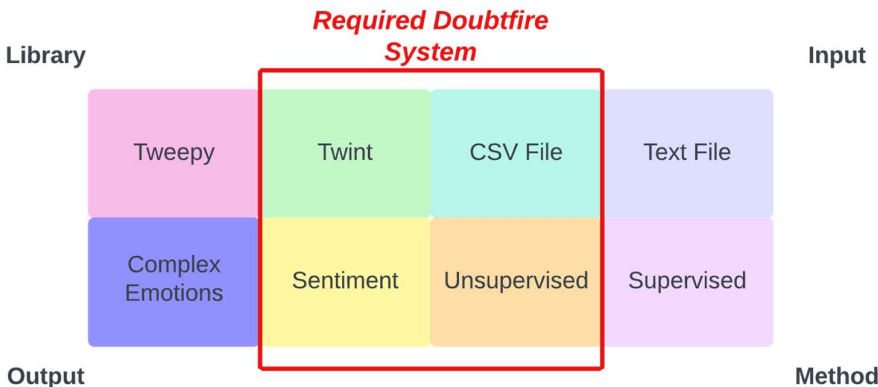 Required Doubtfire
System
Library
Input
Tweepy
Twint
CSV File
Text File
Complex
Emotions
Sentiment
Unsupervised
Supervised
Output
Method